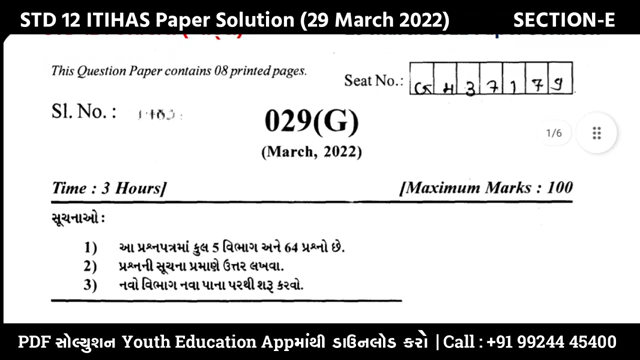 STD 12 ITIHAS Paper Solution (29 March 2022) SECTION-E
This Question Paper contains 08 printed pages.
Seat No.:
Sl. No. :
029(G)
1/6
(March, 2022)
Time : 3 Hours] [Maximum Marks : 100
સૂચનાઓ :
1) આ પ્રશ્નપત્રમાં કુલ 5 વિભાગ અને 64 પ્રશ્નો છે.
2) પ્રશ્નની સૂચના પ્રમાણે ઉત્તર લખવા.
3) નવો વિભાગ નવા પાના પરથી શરૂ કરવો.
PDF સોલ્યુશન Youth Education Appમાંથી ડાઉનલોડ કરો | Call : +91 99244 45400